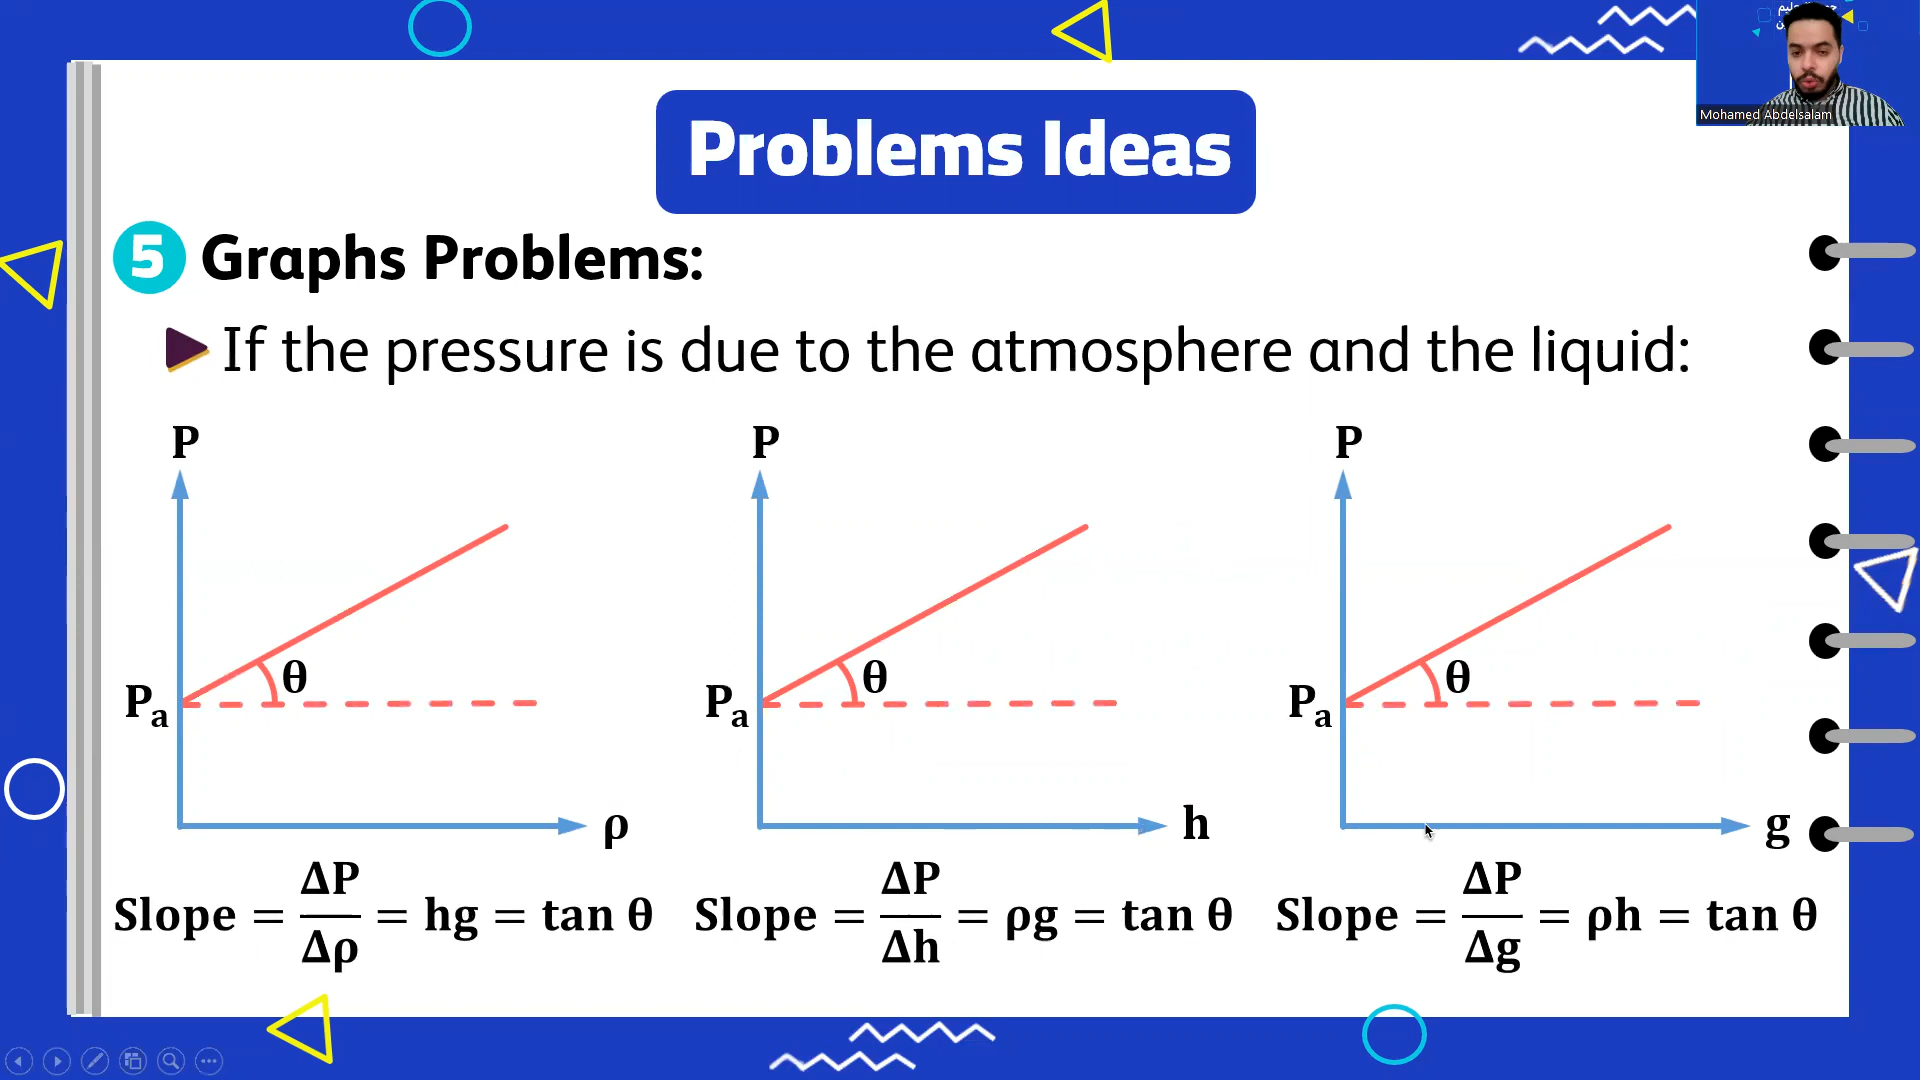 Mohamed Abdelsalam
Problems Ideas
5 Graphs Problems:
If the pressure is due to the atmosphere and the liquid:
P P P
θ θ θ
Pa Pa Pa
ρ h g
Slope = ΔP/Δρ = hg = tan θ
Slope = ΔP/Δh = ρg = tan θ
Slope = ΔP/Δg = ρh = tan θ